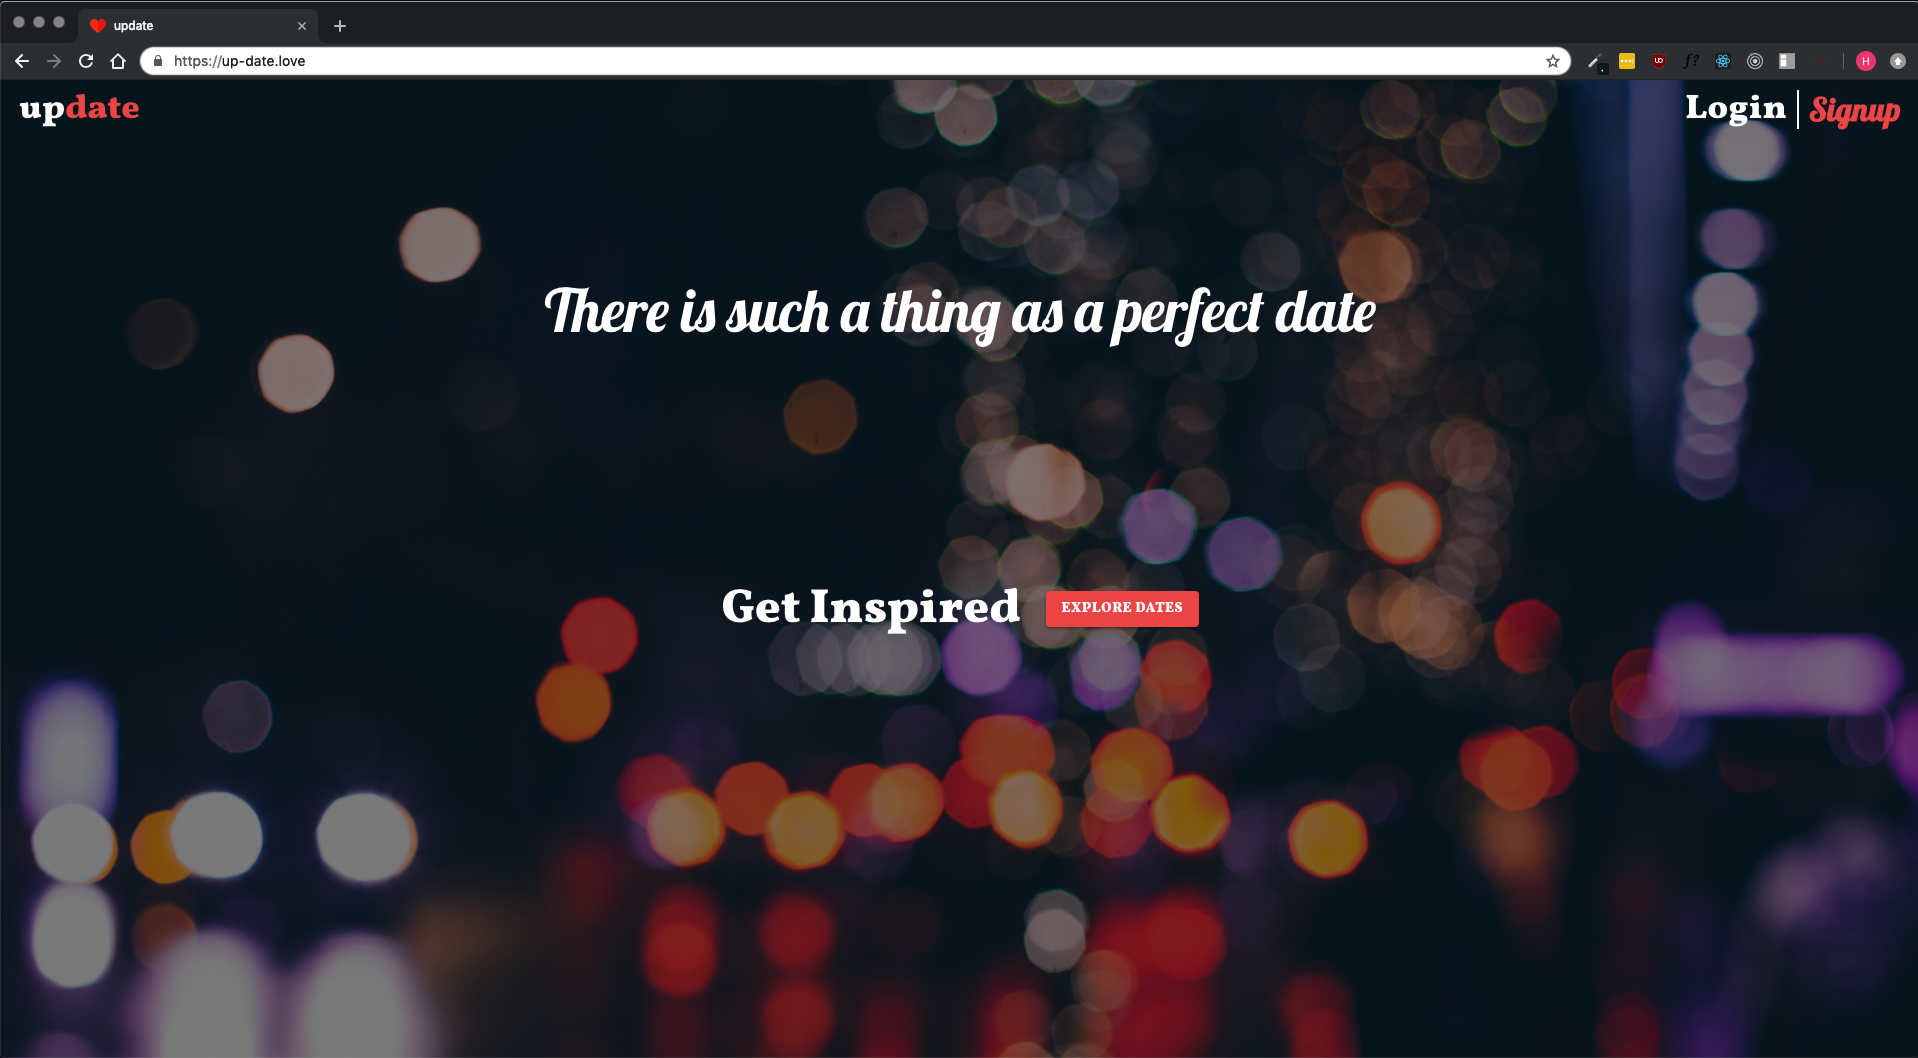 update
https://up-date.love
H
update
Login
Signup
There is such a thing as a perfect date
Get Inspired
EXPLORE DATES